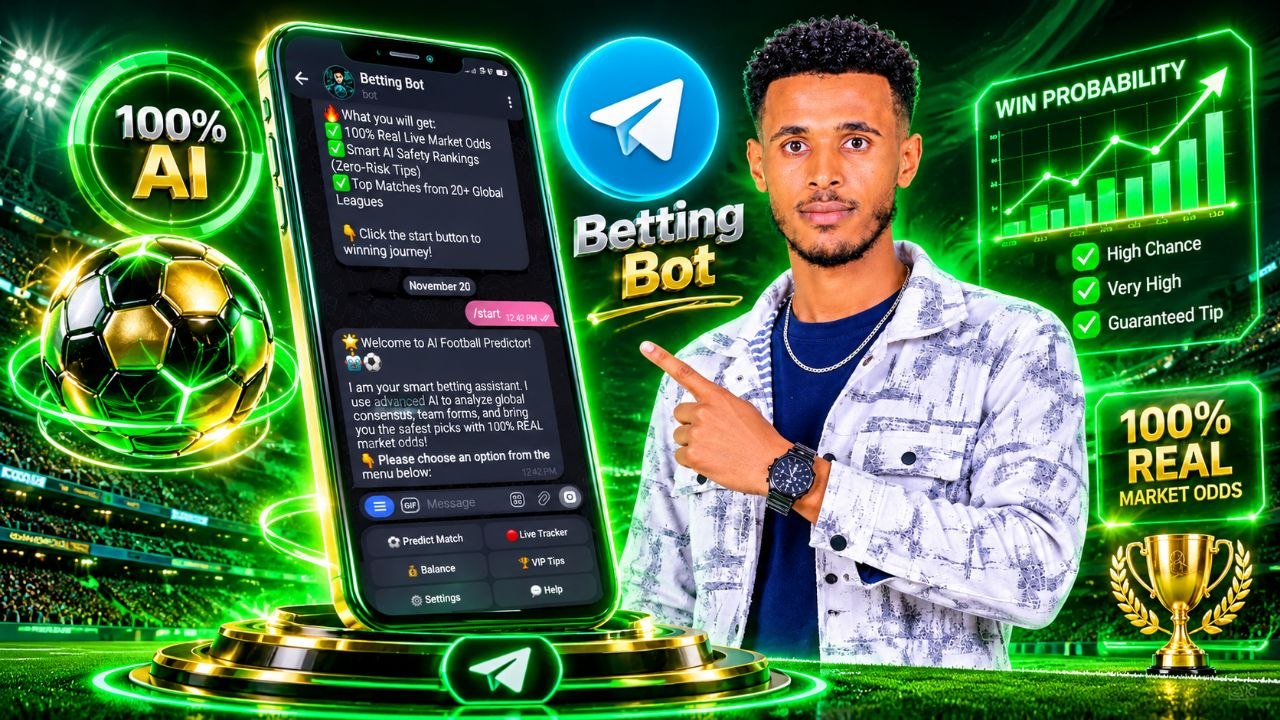 100%
AI
Betting Bot
bot
🔥What you will get:
✅ 100% Real Live Market Odds
✅ Smart AI Safety Rankings
(Zero-Risk Tips)
✅ Top Matches from 20+ Global
Leagues
👇Click the start button to
winning journey!
November 20
/start 12:42 PM
🌟Welcome to AI Football Predictor!
🤖⚽
I am your smart betting assistant. I
use advanced AI to analyze global
consensus, team forms, and bring
you the safest picks with 100% REAL
market odds!
👇 Please choose an option from the
menu below:
12:42 PM
GIF Message
⚽ Predict Match
🔴 Live Tracker
💰 Balance
🏆 VIP Tips
⚙️ Settings
💬 Help
Betting
Bot
WIN PROBABILITY
High Chance
Very High
Guaranteed Tip
100%
REAL
MARKET ODDS